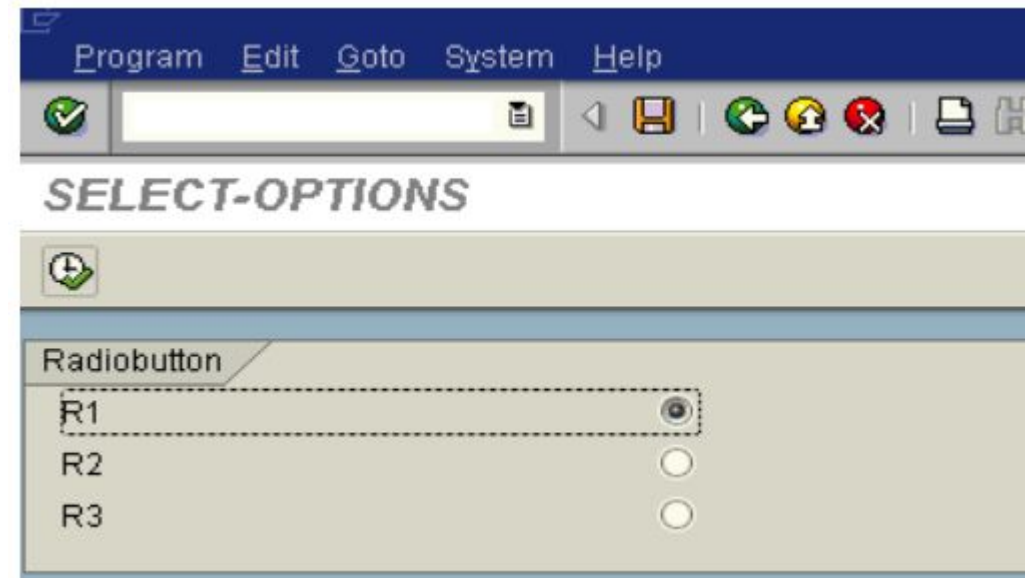 Program Edit Goto System Help
SELECT-OPTIONS
Radiobutton
R1
R2
R3